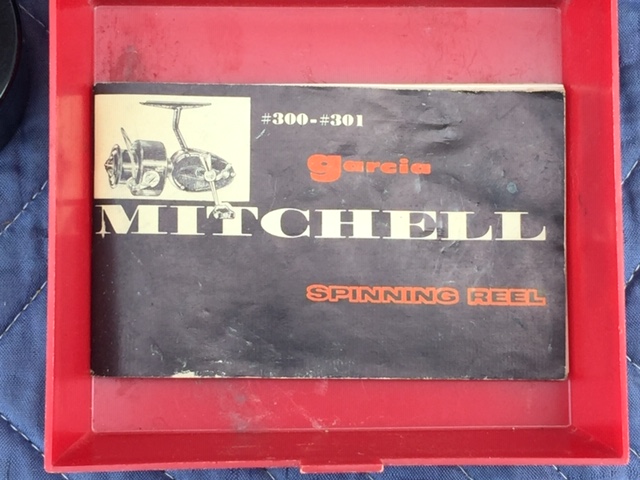 #300-#301
garcia
MITCHELL
SPINNING REEL